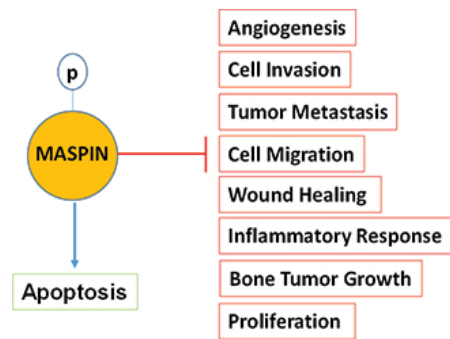 Angiogenesis
Cell Invasion
p
Tumor Metastasis
MASPIN
Cell Migration
Wound Healing
Inflammatory Response
Apoptosis
Bone Tumor Growth
Proliferation